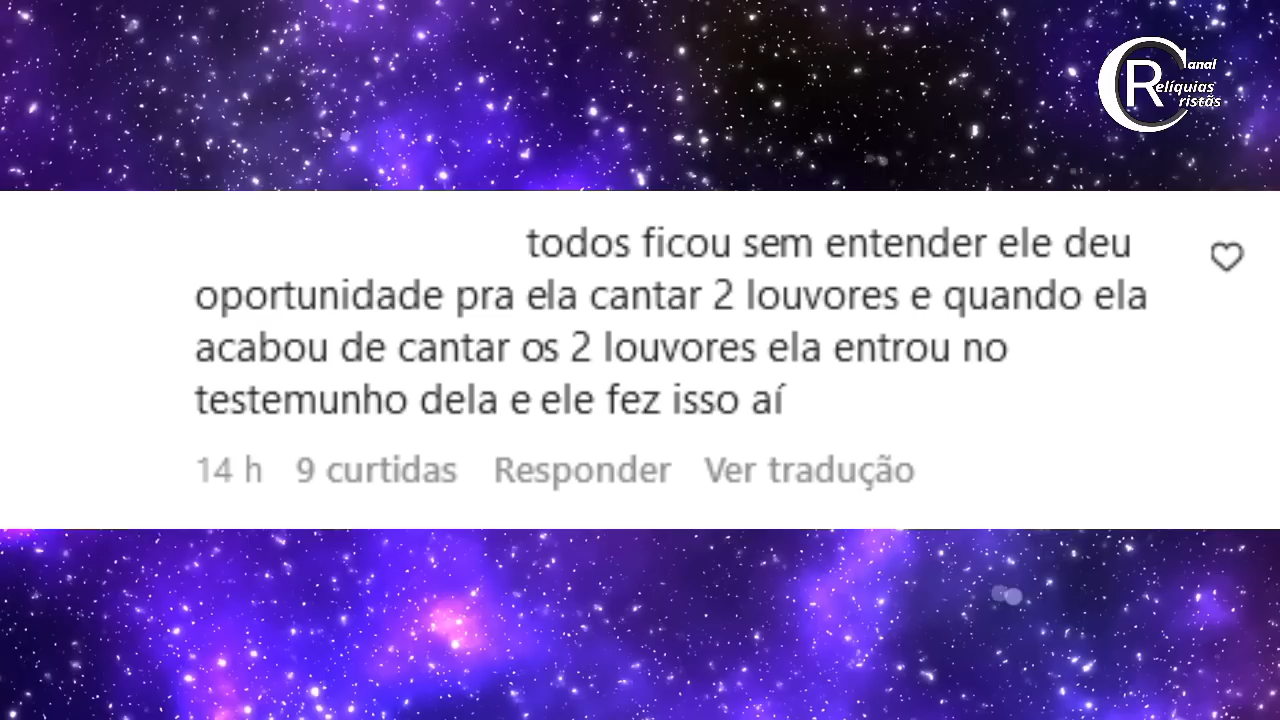 Canal
Relíquias
Cristãs
todos ficou sem entender ele deu
oportunidade pra ela cantar 2 louvores e quando ela
acabou de cantar os 2 louvores ela entrou no
testemunho dela e ele fez isso aí
14 h 9 curtidas Responder Ver tradução